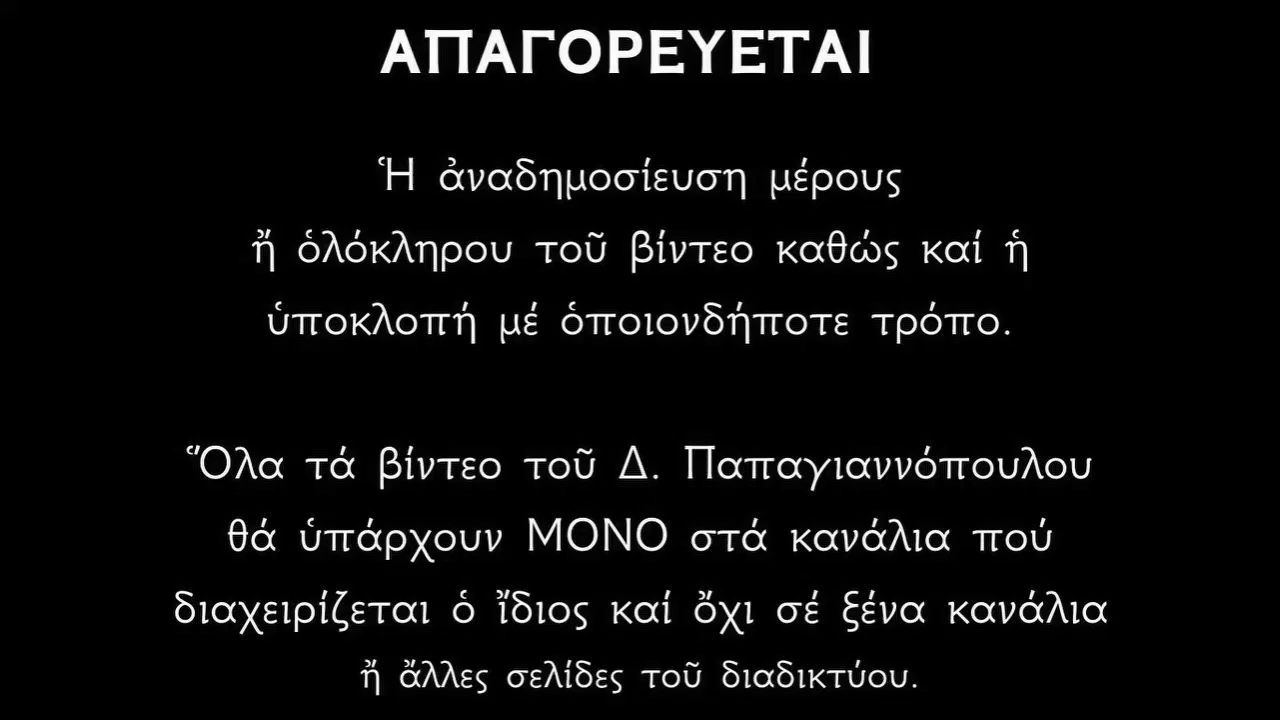 ΑΠΑΓΟΡΕΥΕΤΑΙ
Ἡ ἀναδημοσίευση μέρους
ἤ ὁλόκληρου τοῦ βίντεο καθώς καί ἡ
ὑποκλοπή μέ ὁποιονδήποτε τρόπο.
Ὅλα τά βίντεο τοῦ Δ. Παπαγιαννόπουλου
θά ὑπάρχουν ΜΟΝΟ στά κανάλια πού
διαχειρίζεται ὁ ἴδιος καί ὄχι σέ ξένα κανάλια
ἤ ἄλλες σελίδες τοῦ διαδικτύου.